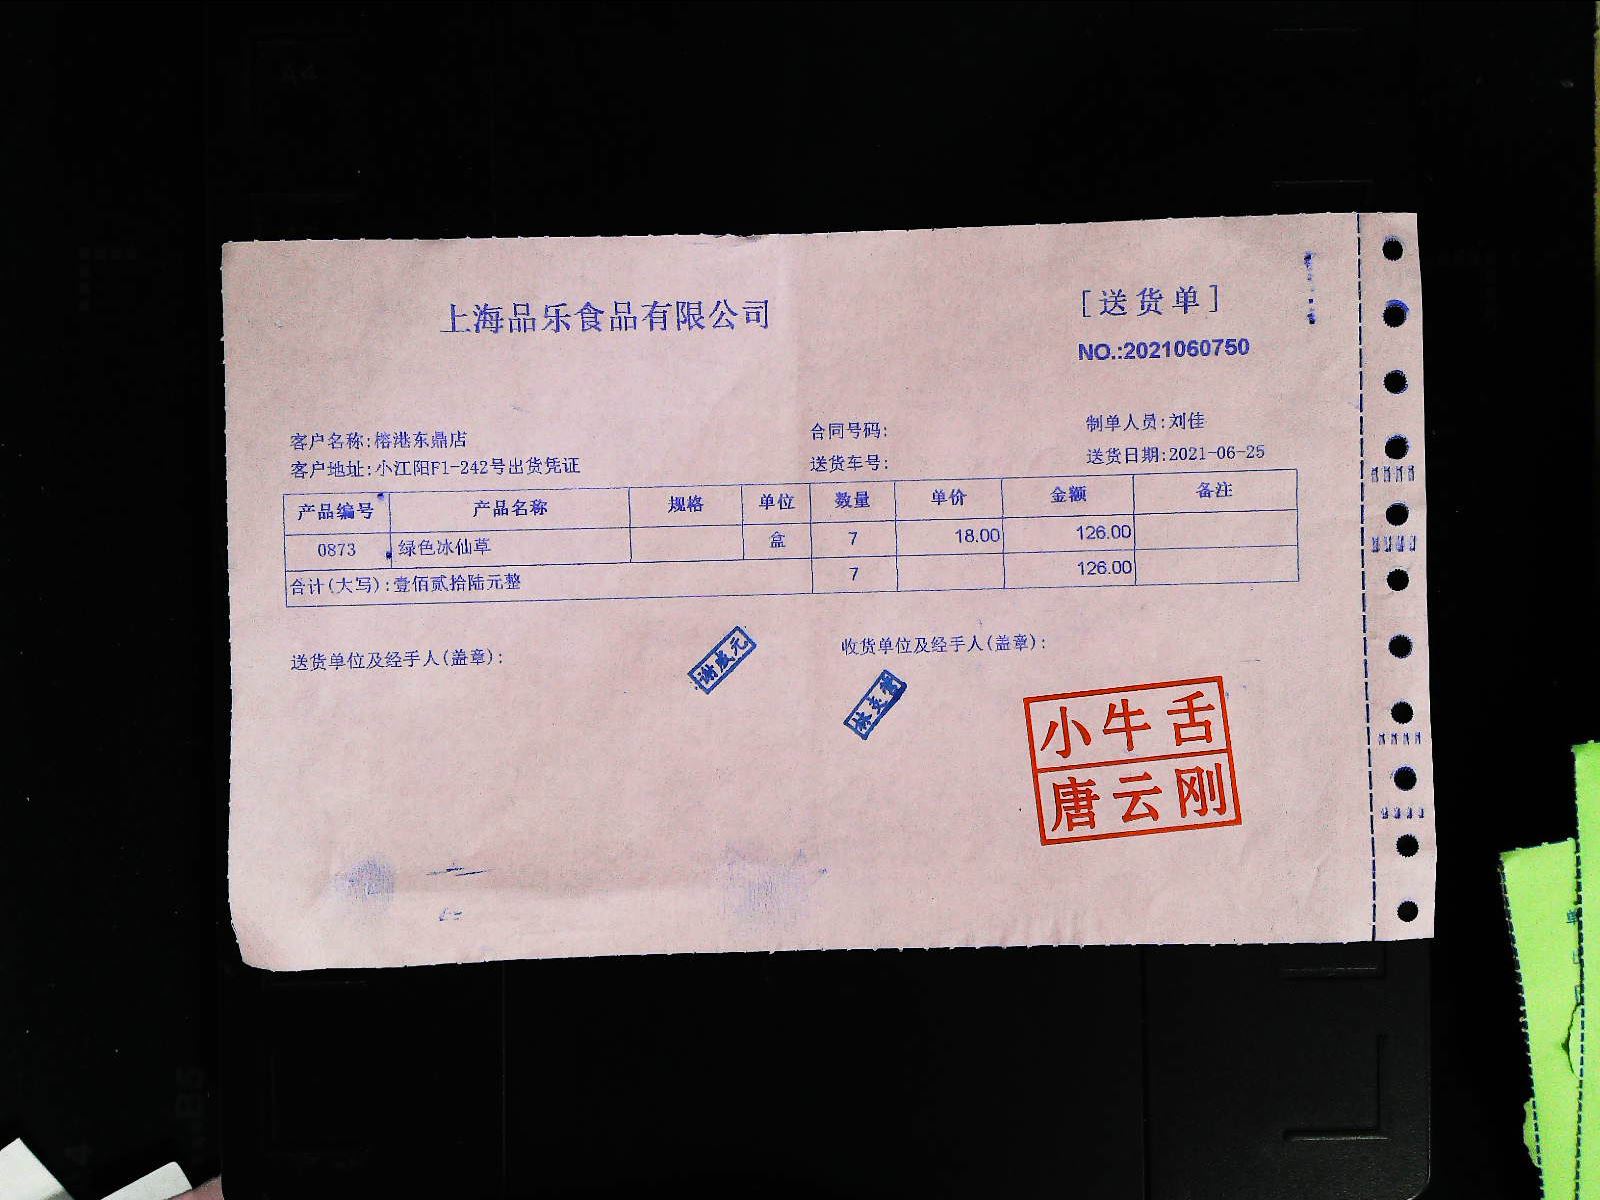 上海品乐食品有限公司
[送货单]
NO.:2021060750
客户名称:榕港东鼎店
合同号码:
制单人员:刘佳
客户地址:小江阳F1-242号出货凭证
送货车号:
送货日期:2021-06-25
产品编号 产品名称 规格 单位 数量 单价 金额 备注
0873 绿色冰仙草 盒 7 18.00 126.00
合计(大写):壹佰贰拾陆元整 7 126.00
送货单位及经手人(盖章):
收货单位及经手人(盖章):
小牛舌
唐云刚